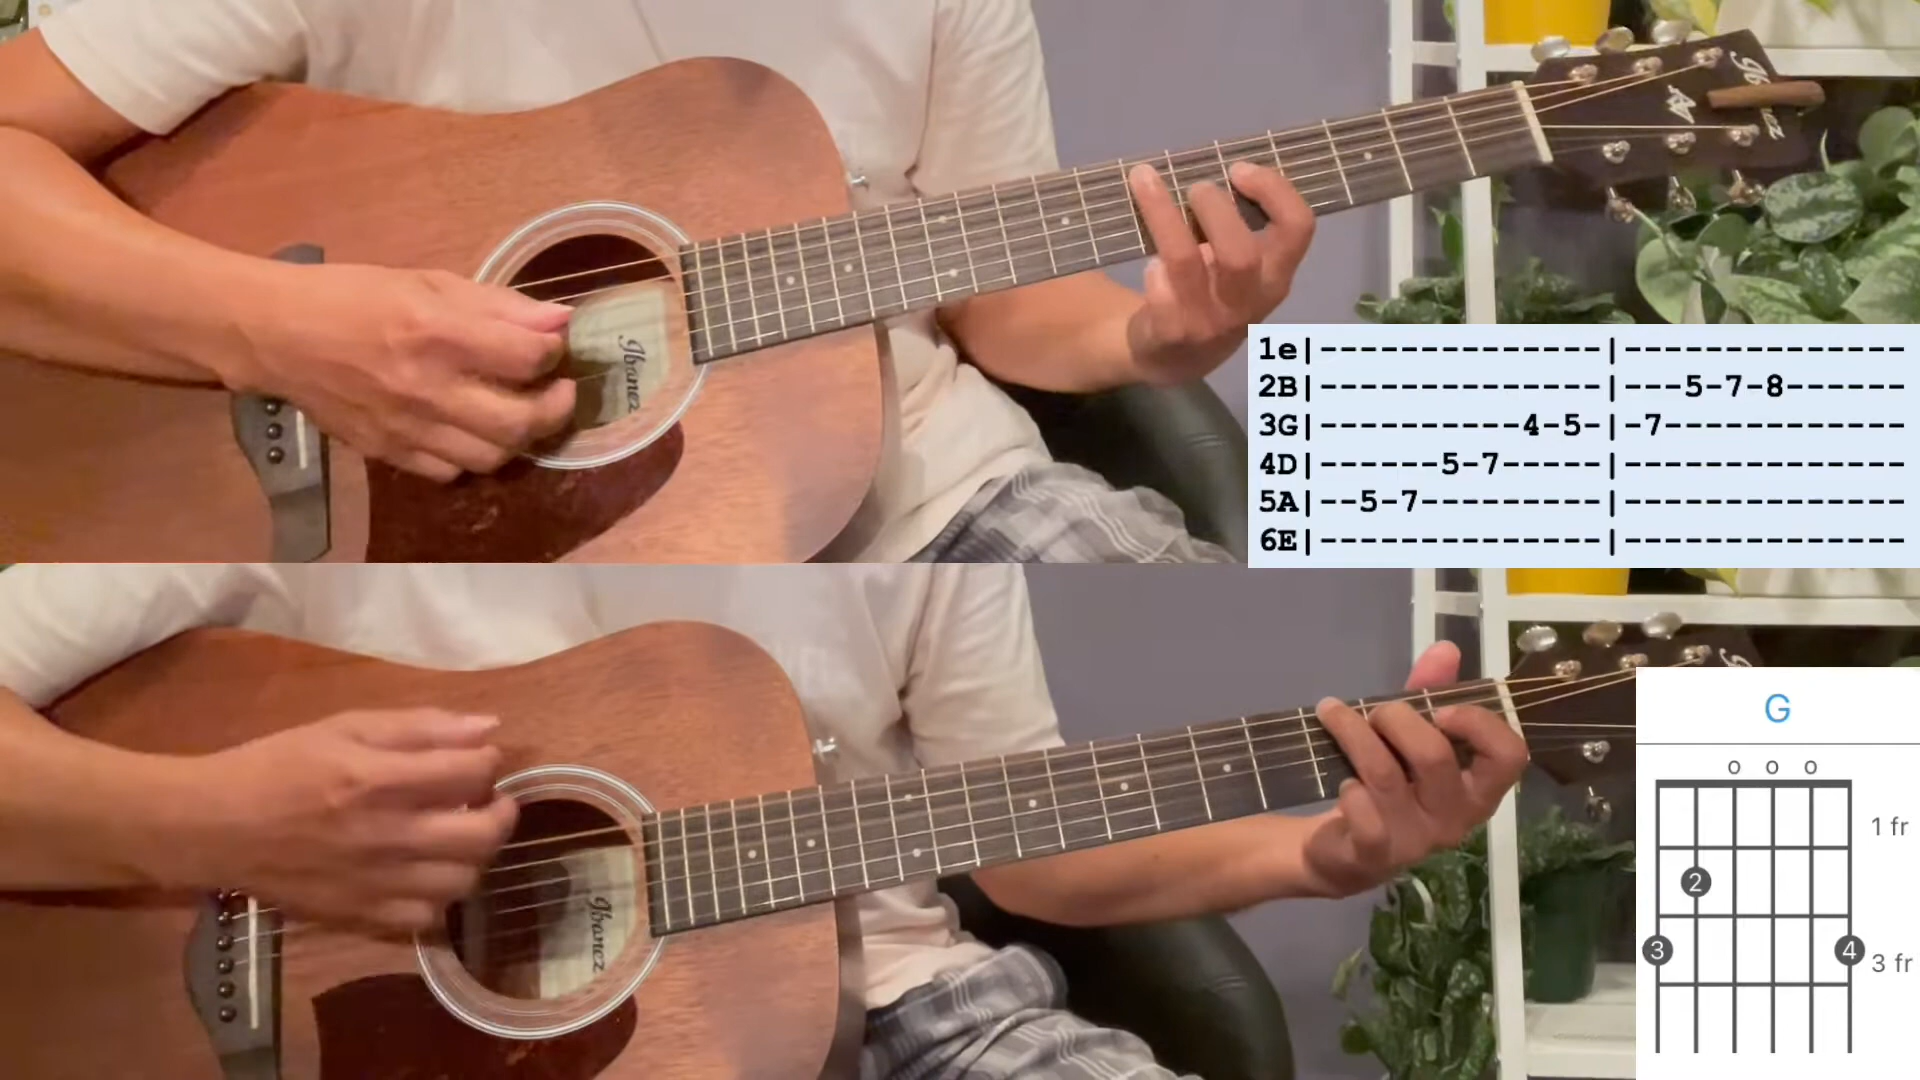 Ibanez
Ibanez
1e|--------------|--------------
2B|--------------|---5-7-8------
3G|----------4-5-|-7------------
4D|------5-7-----|--------------
5A|--5-7---------|--------------
6E|--------------|--------------
Ibanez
G
o o o
1 fr
2
3 4 3 fr